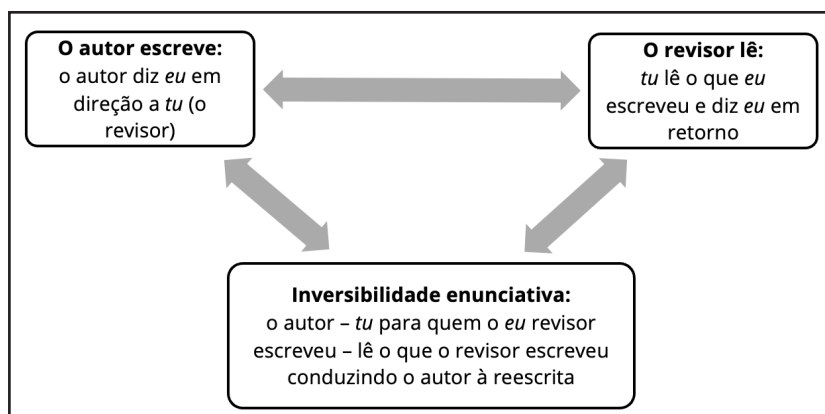 O autor escreve:
o autor diz eu em
direção a tu (o
revisor)
O revisor lê:
tu lê o que eu
escreveu e diz eu em
retorno
Inversibilidade enunciativa:
o autor – tu para quem o eu revisor
escreveu – lê o que o revisor escreveu
conduzindo o autor à reescrita